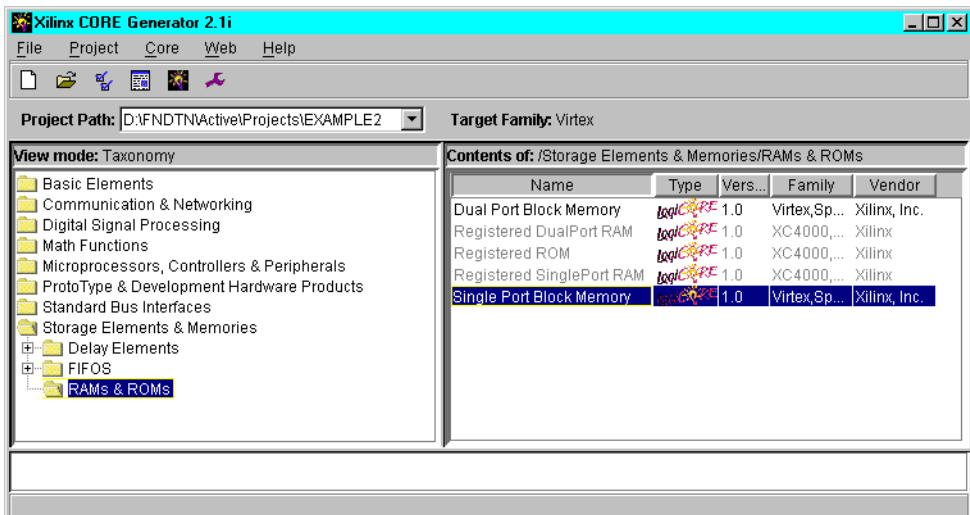 Xilinx CORE Generator 2.1i
File Project Core Web Help
Project Path: D:\FNDTN\Active\Projects\EXAMPLE2 Target Family: Virtex
View mode: Taxonomy
Basic Elements
Communication & Networking
Digital Signal Processing
Math Functions
Microprocessors, Controllers & Peripherals
ProtoType & Development Hardware Products
Standard Bus Interfaces
Storage Elements & Memories
Delay Elements
FIFOS
RAMs & ROMs
Contents of: /Storage Elements & Memories/RAMs & ROMs
Name Type Vers... Family Vendor
Dual Port Block Memory logiCORE 1.0 Virtex,Sp... Xilinx, Inc.
Registered DualPort RAM logiCORE 1.0 XC4000,... Xilinx
Registered ROM logiCORE 1.0 XC4000,... Xilinx
Registered SinglePort RAM logiCORE 1.0 XC4000,... Xilinx
Single Port Block Memory logiCORE 1.0 Virtex,Sp... Xilinx, Inc.